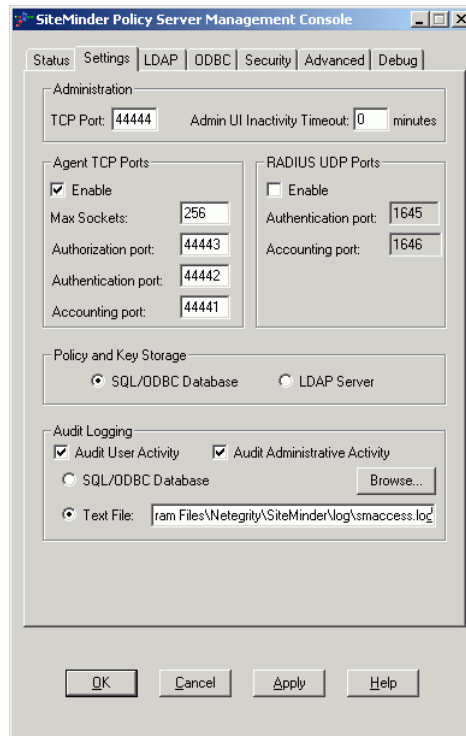 SiteMinder Policy Server Management Console
Status Settings LDAP ODBC Security Advanced Debug
Administration
TCP Port: 44444 Admin UI Inactivity Timeout: 0 minutes
Agent TCP Ports
Enable
Max Sockets: 256
Authorization port: 44443
Authentication port: 44442
Accounting port: 44441
RADIUS UDP Ports
Enable
Authentication port: 1645
Accounting port: 1646
Policy and Key Storage
SQL/ODBC Database LDAP Server
Audit Logging
Audit User Activity Audit Administrative Activity
SQL/ODBC Database Browse...
Text File: ram Files\Netegrity\SiteMinder\log\smaccess.log
OK Cancel Apply Help